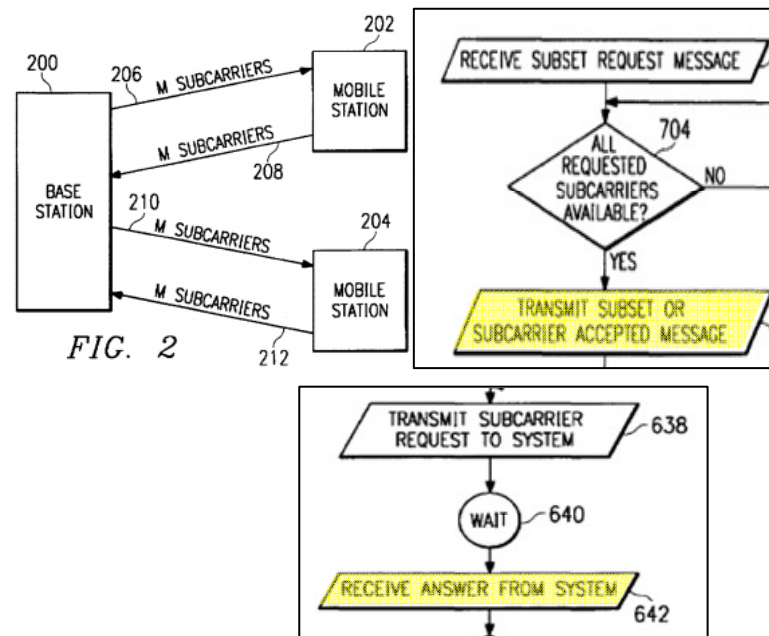 200
206
M SUBCARRIERS
202
MOBILE
STATION
M SUBCARRIERS
208
BASE
STATION
210
M SUBCARRIERS
204
MOBILE
STATION
M SUBCARRIERS
212
FIG. 2
RECEIVE SUBSET REQUEST MESSAGE
704
ALL
REQUESTED
SUBCARRIERS
AVAILABLE?
NO
YES
TRANSMIT SUBSET OR
SUBCARRIER ACCEPTED MESSAGE
TRANSMIT SUBCARRIER
REQUEST TO SYSTEM
638
WAIT
640
RECEIVE ANSWER FROM SYSTEM
642